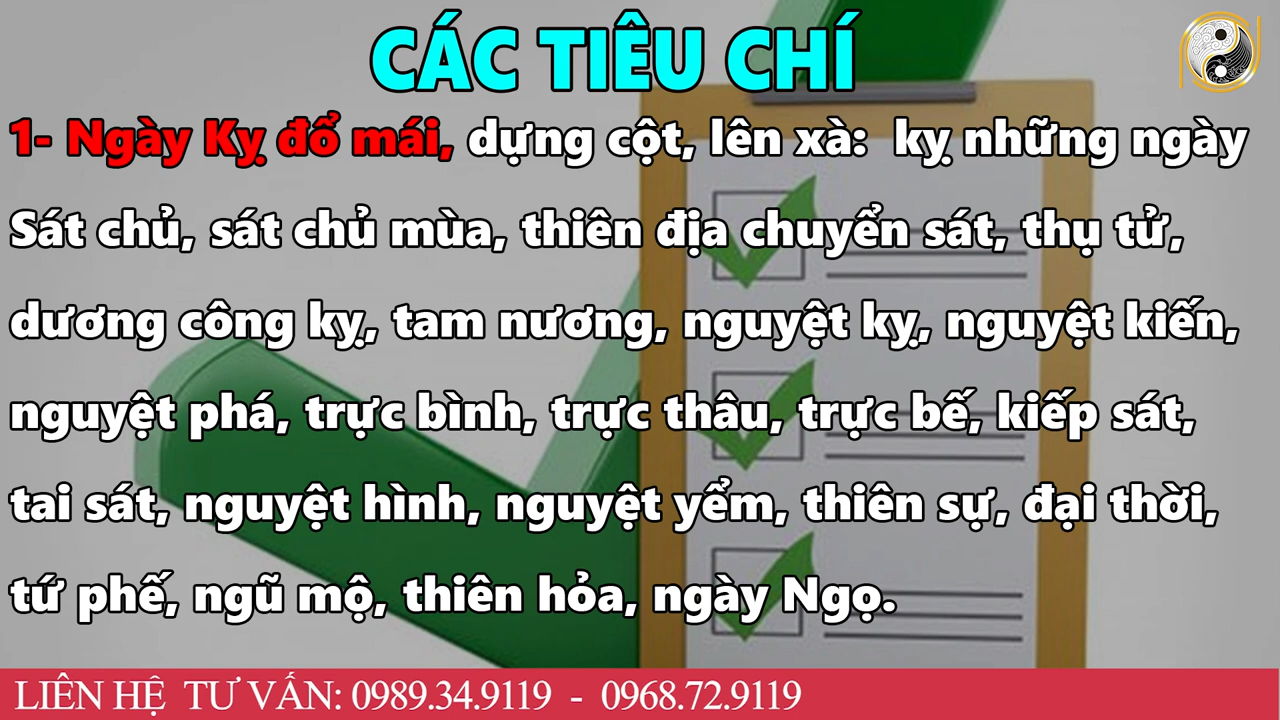 CÁC TIÊU CHÍ
1- Ngày Kỵ đổ mái, dựng cột, lên xà: kỵ những ngày
Sát chủ, sát chủ mùa, thiên địa chuyển sát, thụ tử,
dương công kỵ, tam nương, nguyệt kỵ, nguyệt kiến,
nguyệt phá, trực bình, trực thâu, trực bế, kiếp sát,
tai sát, nguyệt hình, nguyệt yểm, thiên sự, đại thời,
tứ phế, ngũ mộ, thiên hỏa, ngày Ngọ.
LIÊN HỆ TƯ VẤN: 0989.34.9119 - 0968.72.9119